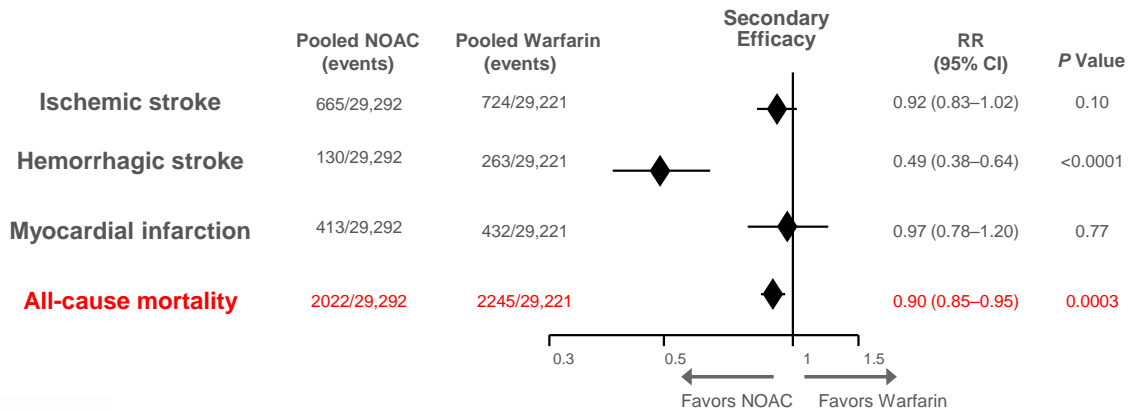 Secondary
Efficacy
Pooled NOAC
(events)
Pooled Warfarin
(events)
RR
(95% CI)
P Value
Ischemic stroke 665/29,292 724/29,221 0.92 (0.83–1.02) 0.10
Hemorrhagic stroke 130/29,292 263/29,221 0.49 (0.38–0.64) <0.0001
Myocardial infarction 413/29,292 432/29,221 0.97 (0.78–1.20) 0.77
All-cause mortality 2022/29,292 2245/29,221 0.90 (0.85–0.95) 0.0003
0.3 0.5 1 1.5
Favors NOAC Favors Warfarin